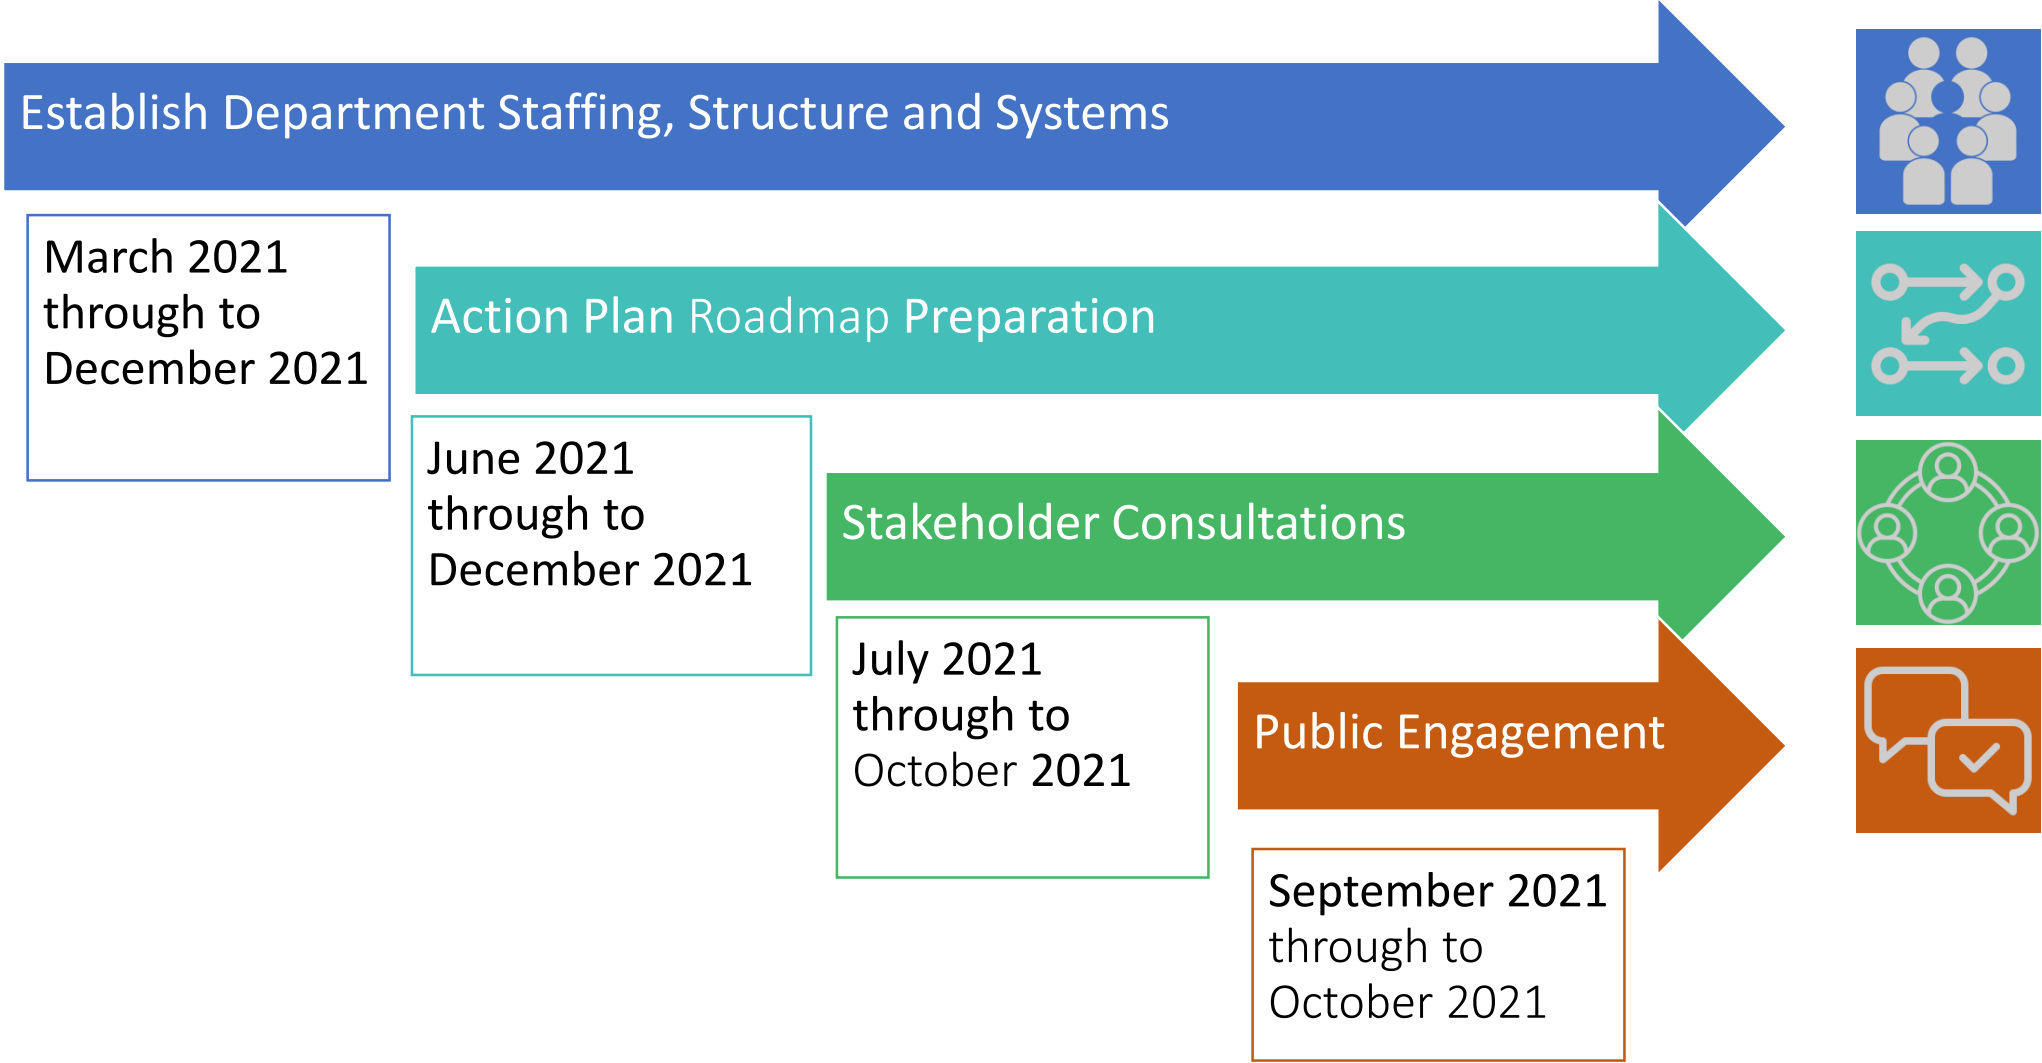 Establish Department Staffing, Structure and Systems
March 2021
through to
December 2021
Action Plan Roadmap Preparation
June 2021
through to
December 2021
Stakeholder Consultations
July 2021
through to
October 2021
Public Engagement
September 2021
through to
October 2021